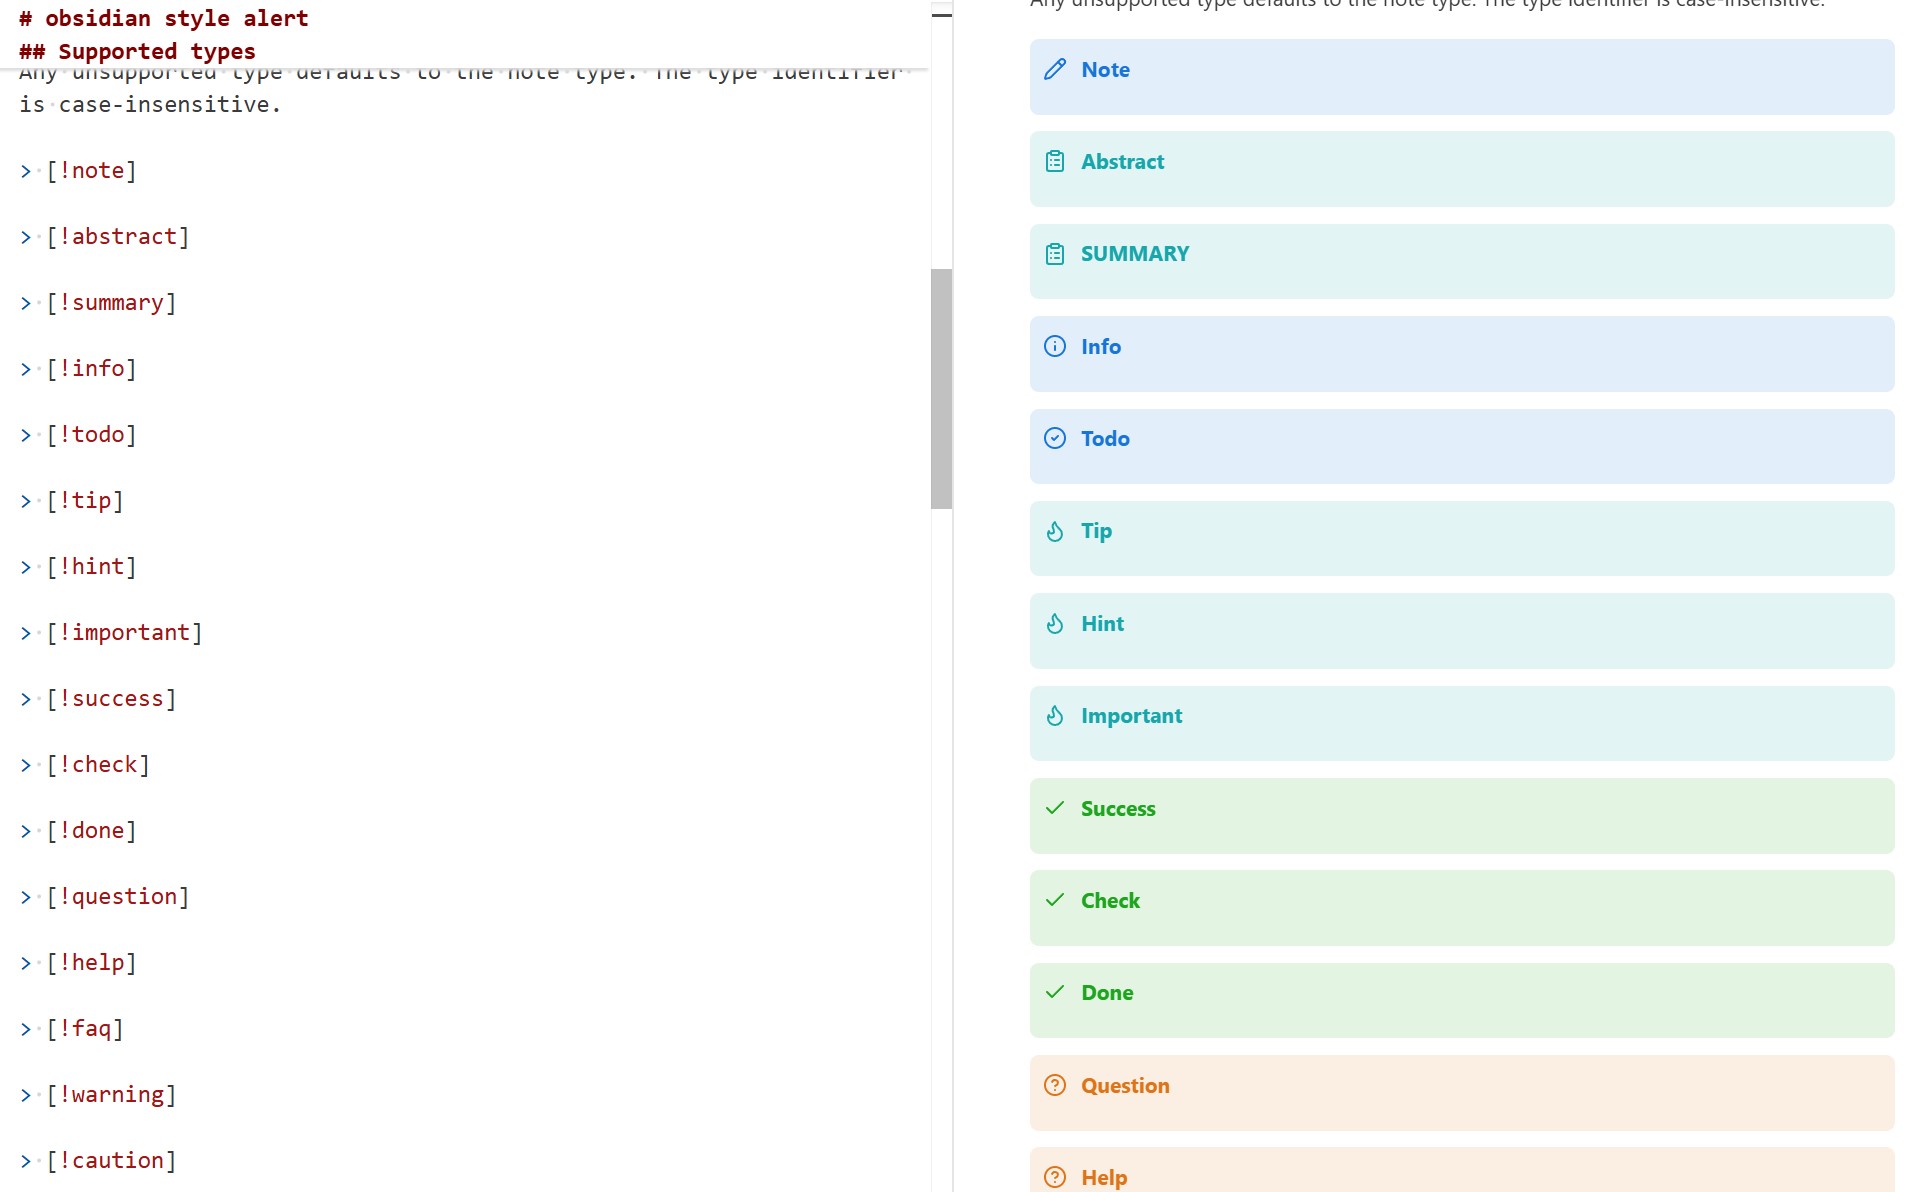 # obsidian style alert
## Supported types
Any unsupported type defaults to the note type. The type identifier
is case-insensitive.
> [!note]
> [!abstract]
> [!summary]
> [!info]
> [!todo]
> [!tip]
> [!hint]
> [!important]
> [!success]
> [!check]
> [!done]
> [!question]
> [!help]
> [!faq]
> [!warning]
> [!caution]
Any unsupported type defaults to the note type. The type identifier is case-insensitive.
Note
Abstract
SUMMARY
Info
Todo
Tip
Hint
Important
Success
Check
Done
Question
Help